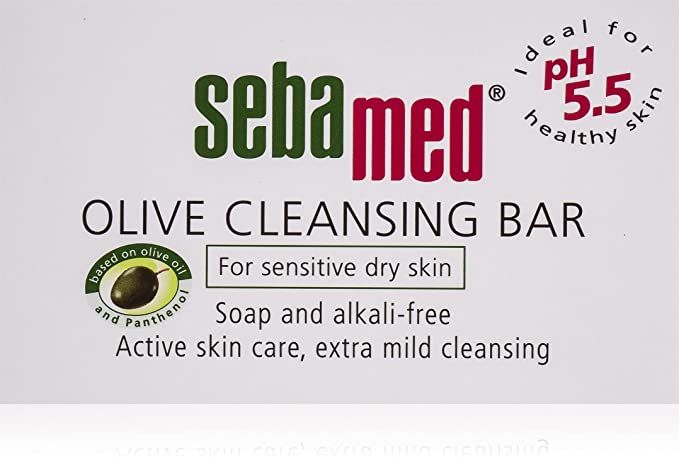 sebamed®
Ideal for
pH
5.5
healthy skin
OLIVE CLEANSING BAR
based on olive oil
and Panthenol
For sensitive dry skin
Soap and alkali-free
Active skin care, extra mild cleansing